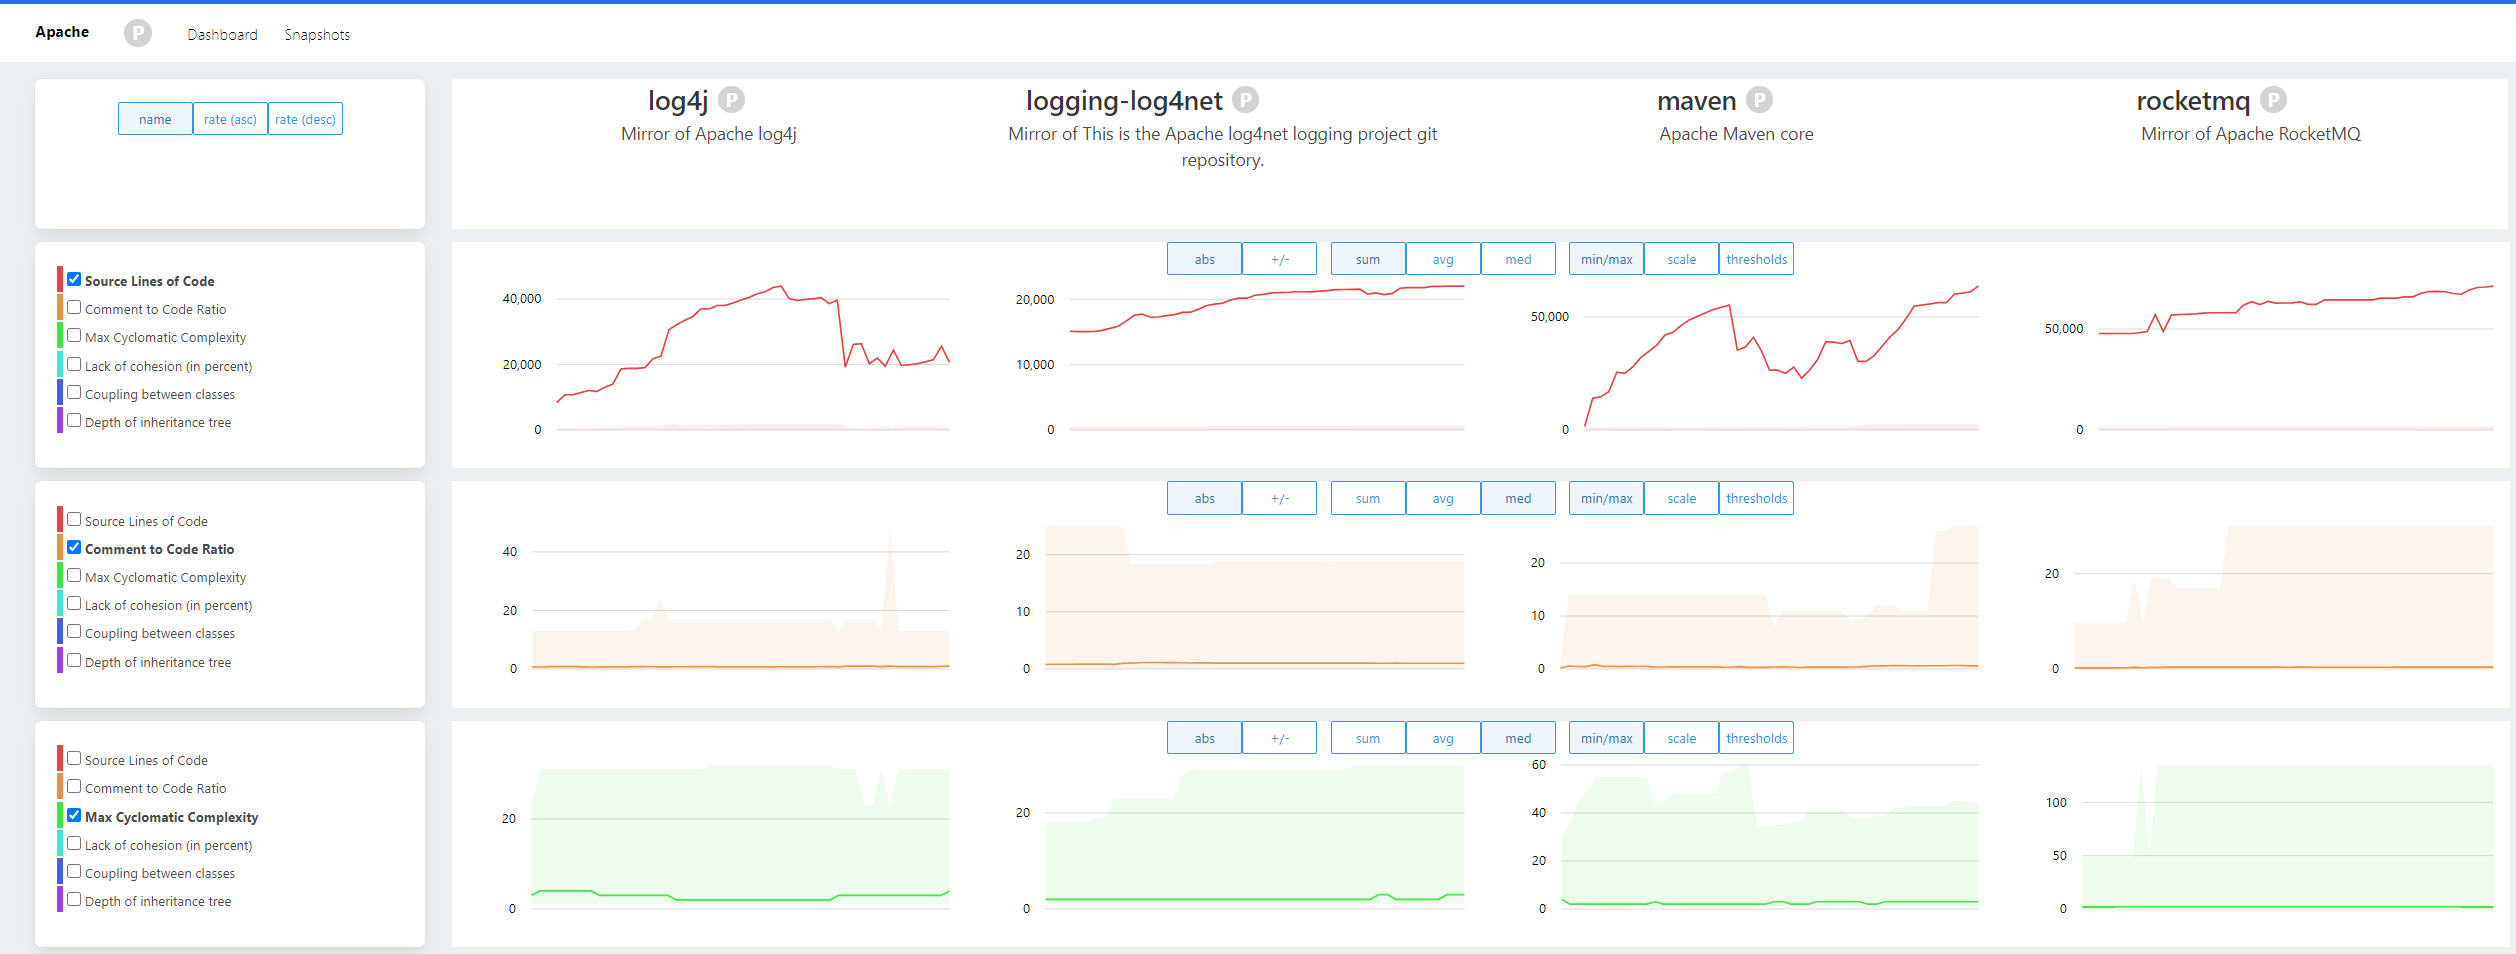 Apache P Dashboard Snapshots
name rate (asc) rate (desc)
log4j P
Mirror of Apache log4j
logging-log4net P
Mirror of This is the Apache log4net logging project git
repository.
maven P
Apache Maven core
rocketmq P
Mirror of Apache RocketMQ
Source Lines of Code
Comment to Code Ratio
Max Cyclomatic Complexity
Lack of cohesion (in percent)
Coupling between classes
Depth of inheritance tree
abs +/- sum avg med min/max scale thresholds
40,000
20,000
0
20,000
10,000
0
50,000
0
50,000
0
Source Lines of Code
Comment to Code Ratio
Max Cyclomatic Complexity
Lack of cohesion (in percent)
Coupling between classes
Depth of inheritance tree
abs +/- sum avg med min/max scale thresholds
40
20
0
20
10
0
20
10
0
20
0
Source Lines of Code
Comment to Code Ratio
Max Cyclomatic Complexity
Lack of cohesion (in percent)
Coupling between classes
Depth of inheritance tree
abs +/- sum avg med min/max scale thresholds
20
0
20
0
60
40
20
0
100
50
0